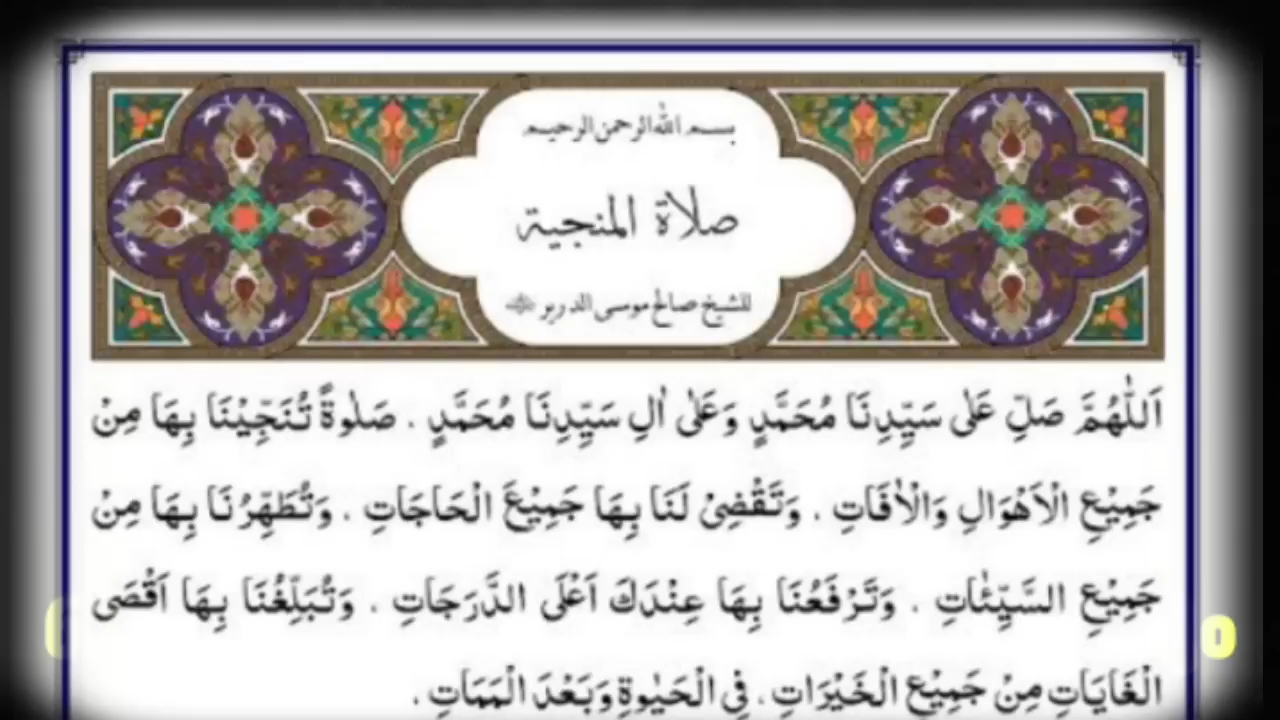 بسم الله الرحمن الرحيم
صلاة المنجية
للشيخ صالح موسى الدريو
اَللّٰهُمَّ صَلِّ عَلٰى سَيِّدِنَا مُحَمَّدٍ وَعَلٰى اٰلِ سَيِّدِنَا مُحَمَّدٍ . صَلٰوةً تُنَجِّيْنَا بِهَا مِنْ
جَمِيْعِ الْاَهْوَالِ وَالْاٰفَاتِ . وَتَقْضِىْ لَنَا بِهَا جَمِيْعَ الْحَاجَاتِ . وَتُطَهِّرُنَا بِهَا مِنْ
جَمِيْعِ السَّيِّئٰاتِ . وَتَرْفَعُنَا بِهَا عِنْدَكَ اَعْلَى الدَّرَجَاتِ . وَتُبَلِّغُنَا بِهَا اَقْصَى
الْغَايَاتِ مِنْ جَمِيْعِ الْخَيْرَاتِ . فِى الْحَيٰوةِ وَبَعْدَ الْمَمَاتِ .